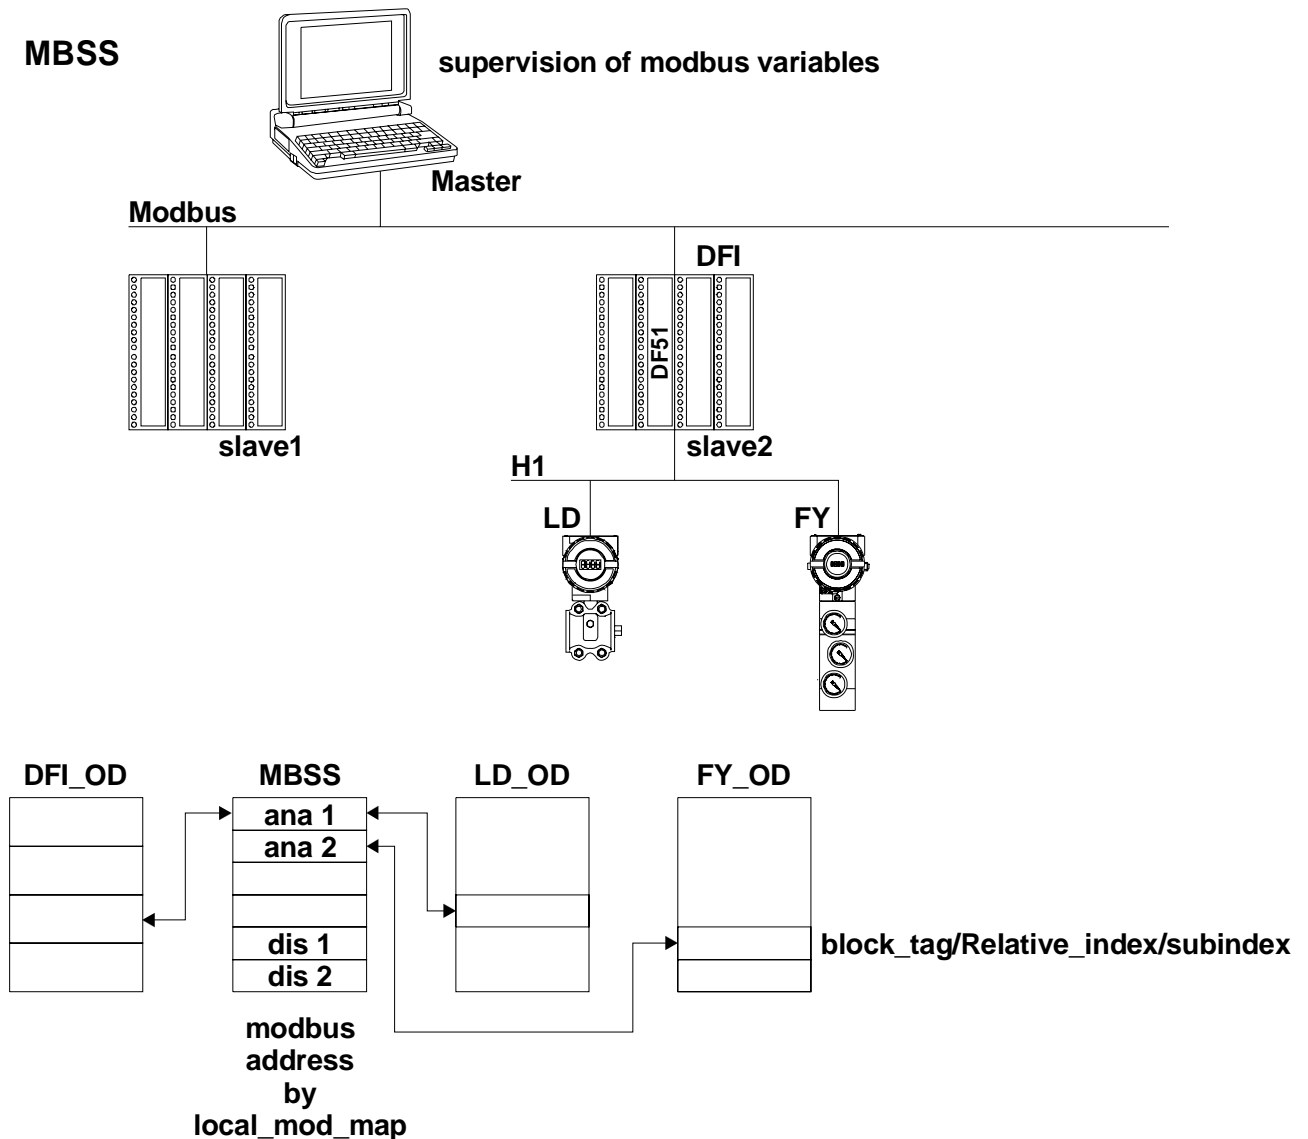 MBSS
supervision of modbus variables
Master
Modbus
DFI
DF51
slave1
slave2
H1
LD
FY
DFI_OD
MBSS
LD_OD
FY_OD
ana 1
ana 2
dis 1
dis 2
block_tag/Relative_index/subindex
modbus
address
by
local_mod_map